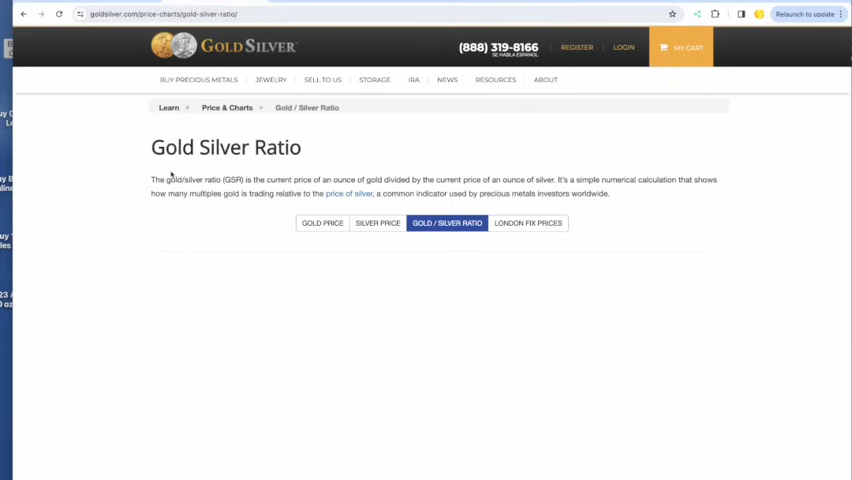 goldsilver.com/price-charts/gold-silver-ratio/
Relaunch to update
GOLDSILVER
(888) 319-8166
SE HABLA ESPANOL
REGISTER
LOGIN
MY CART
BUY PRECIOUS METALS JEWELRY SELL TO US STORAGE IRA NEWS RESOURCES ABOUT
Learn Price & Charts Gold / Silver Ratio
Gold Silver Ratio
The gold/silver ratio (GSR) is the current price of an ounce of gold divided by the current price of an ounce of silver. It's a simple numerical calculation that shows
how many multiples gold is trading relative to the price of silver, a common indicator used by precious metals investors worldwide.
GOLD PRICE SILVER PRICE GOLD / SILVER RATIO LONDON FIX PRICES